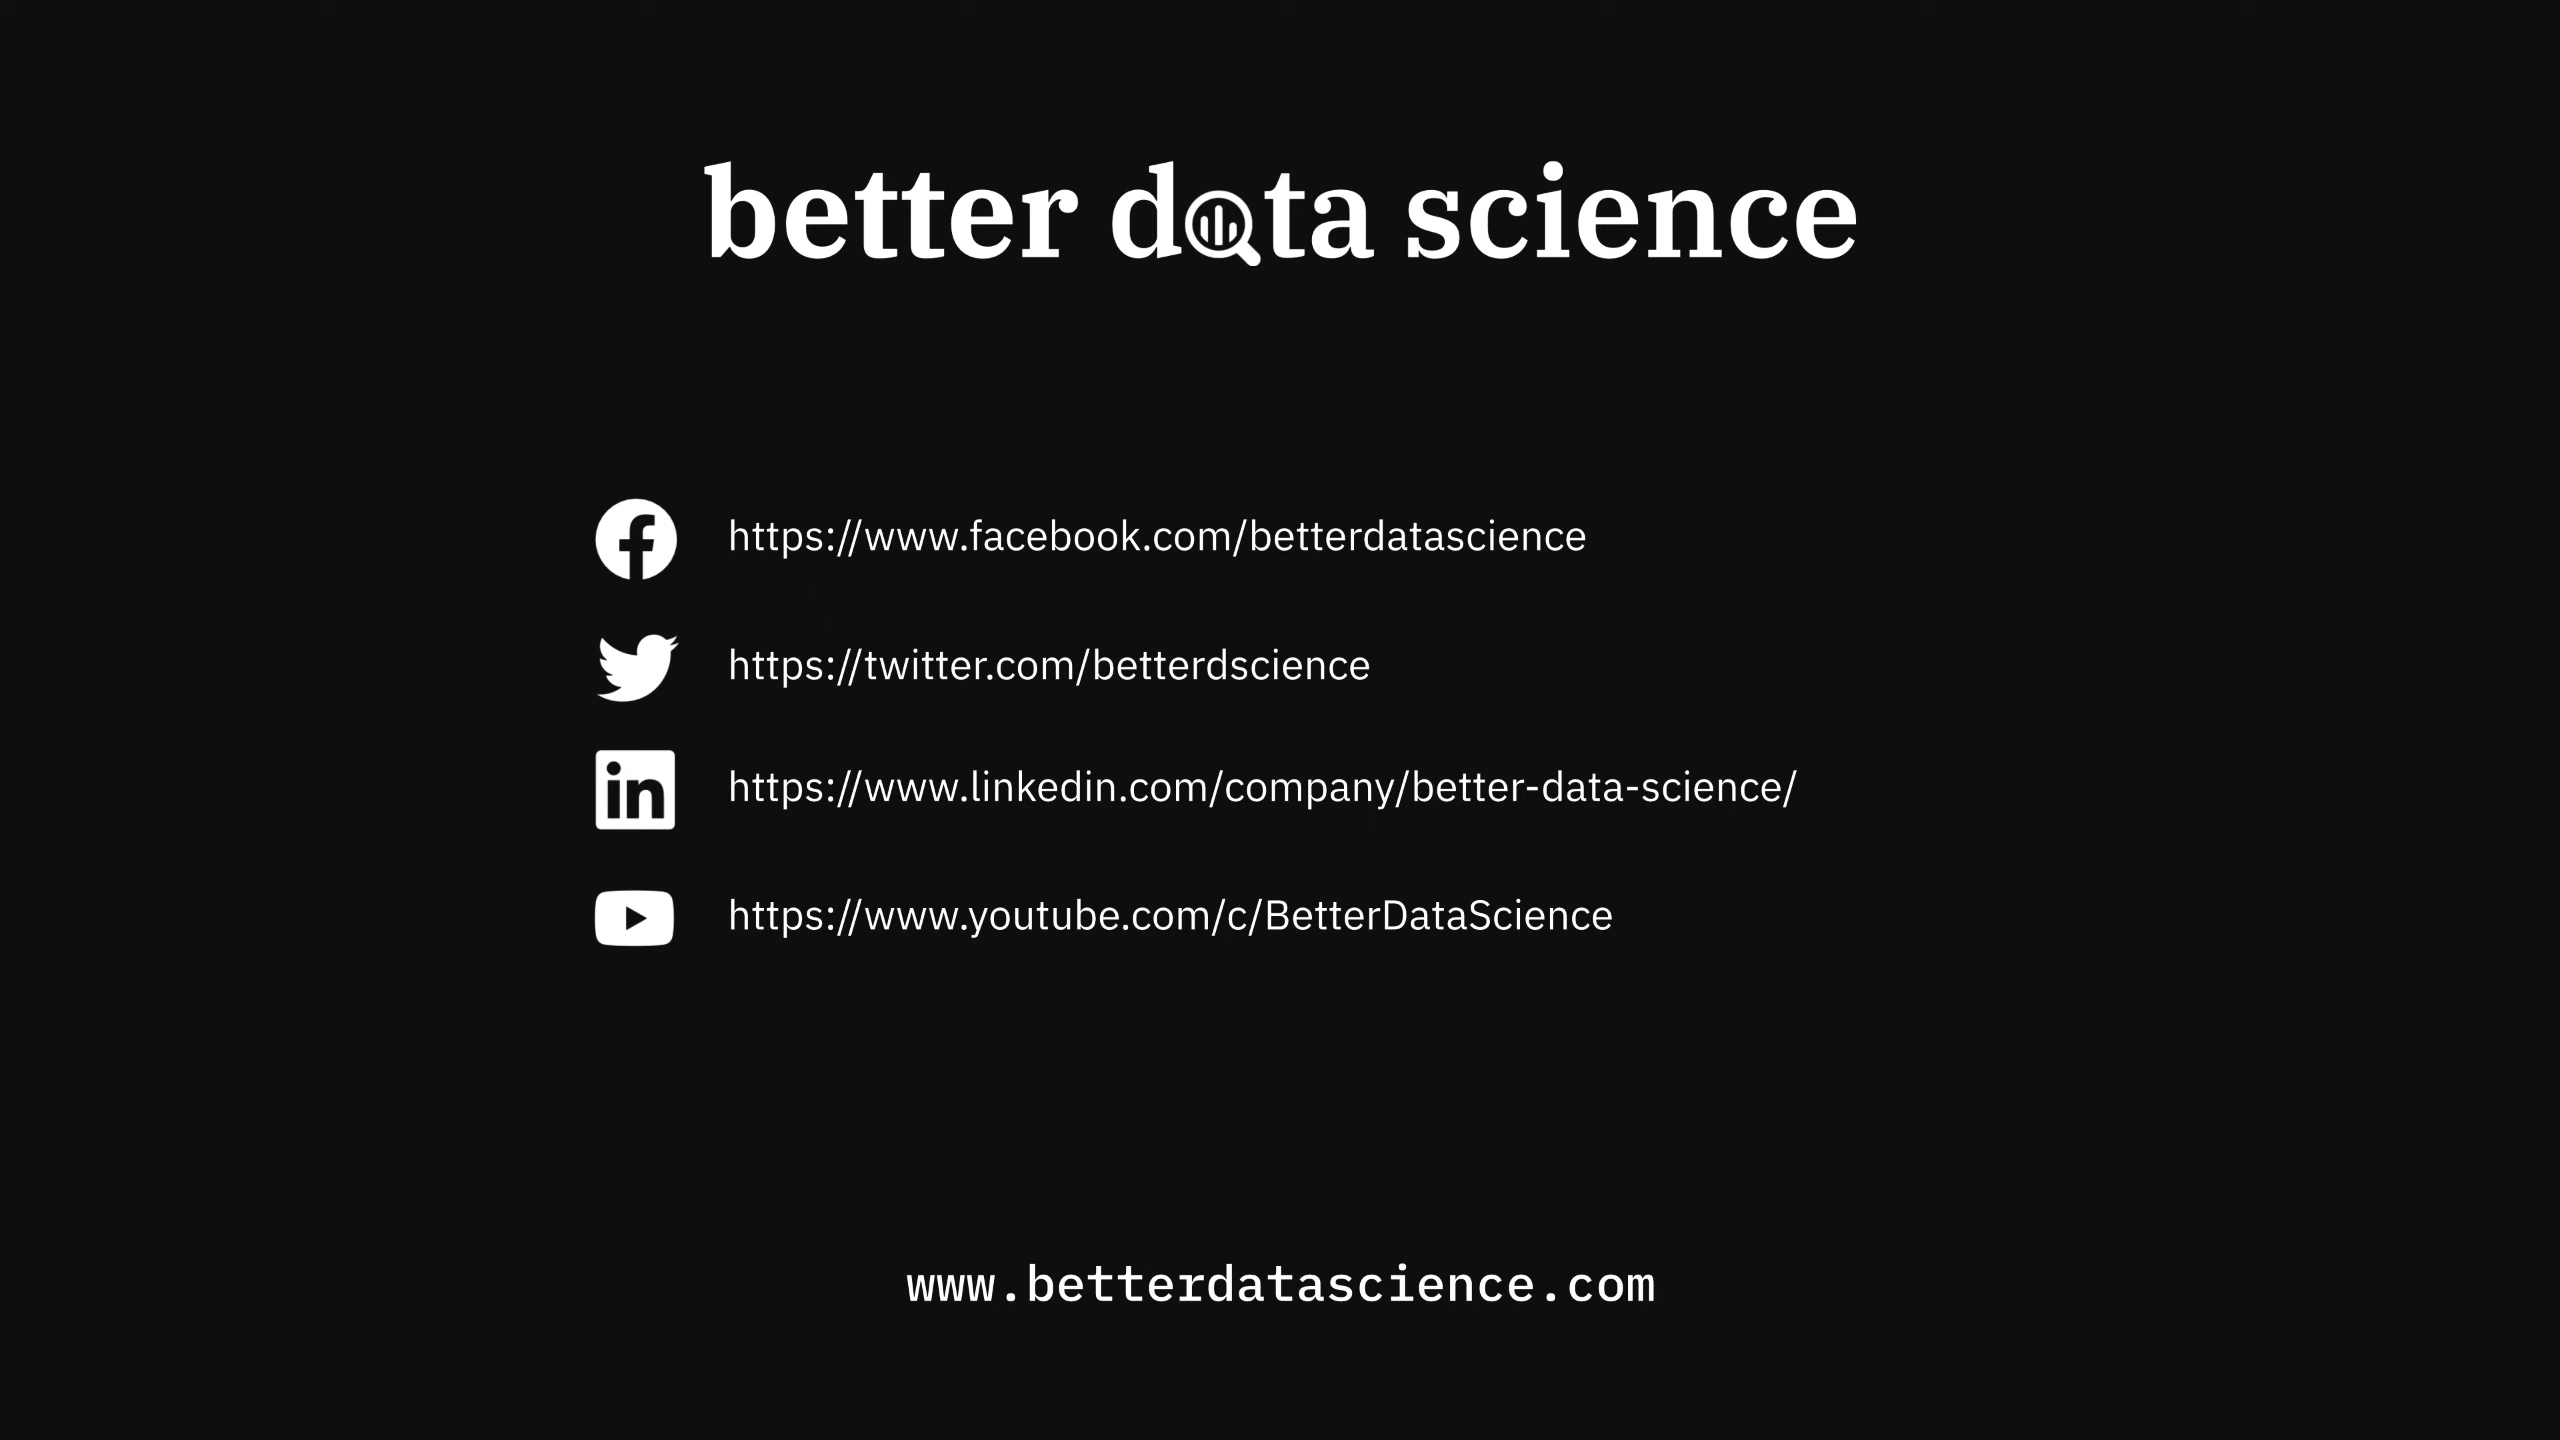 better data science
https://www.facebook.com/betterdatascience
https://twitter.com/betterdscience
https://www.linkedin.com/company/better-data-science/
https://www.youtube.com/c/BetterDataScience
www.betterdatascience.com